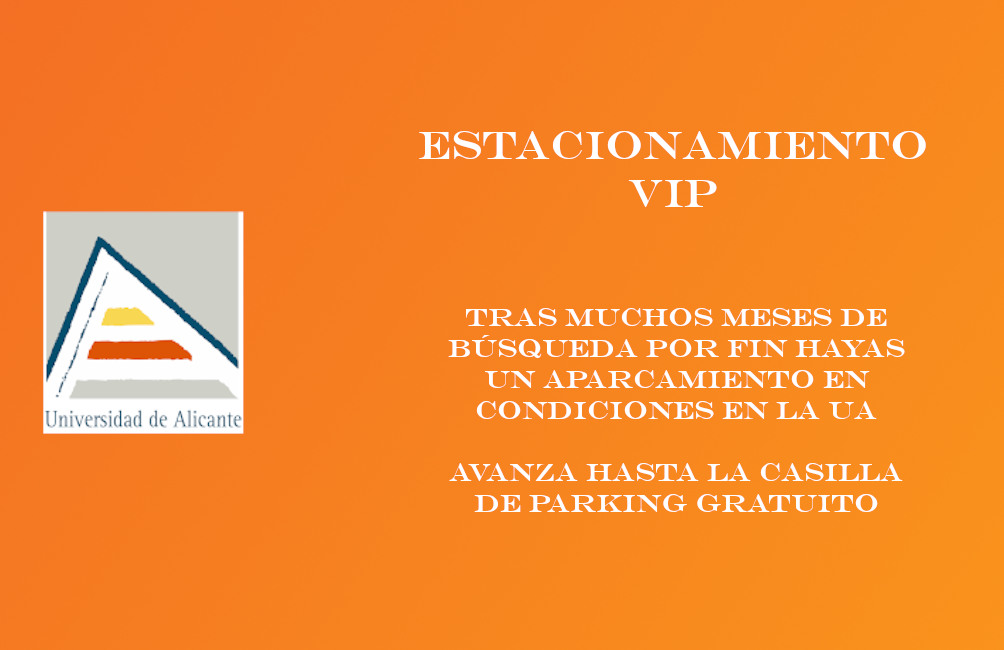 ESTACIONAMIENTO
VIP
TRAS MUCHOS MESES DE
BÚSQUEDA POR FIN HAYAS
UN APARCAMIENTO EN
CONDICIONES EN LA UA
AVANZA HASTA LA CASILLA
DE PARKING GRATUITO
Universidad de Alicante